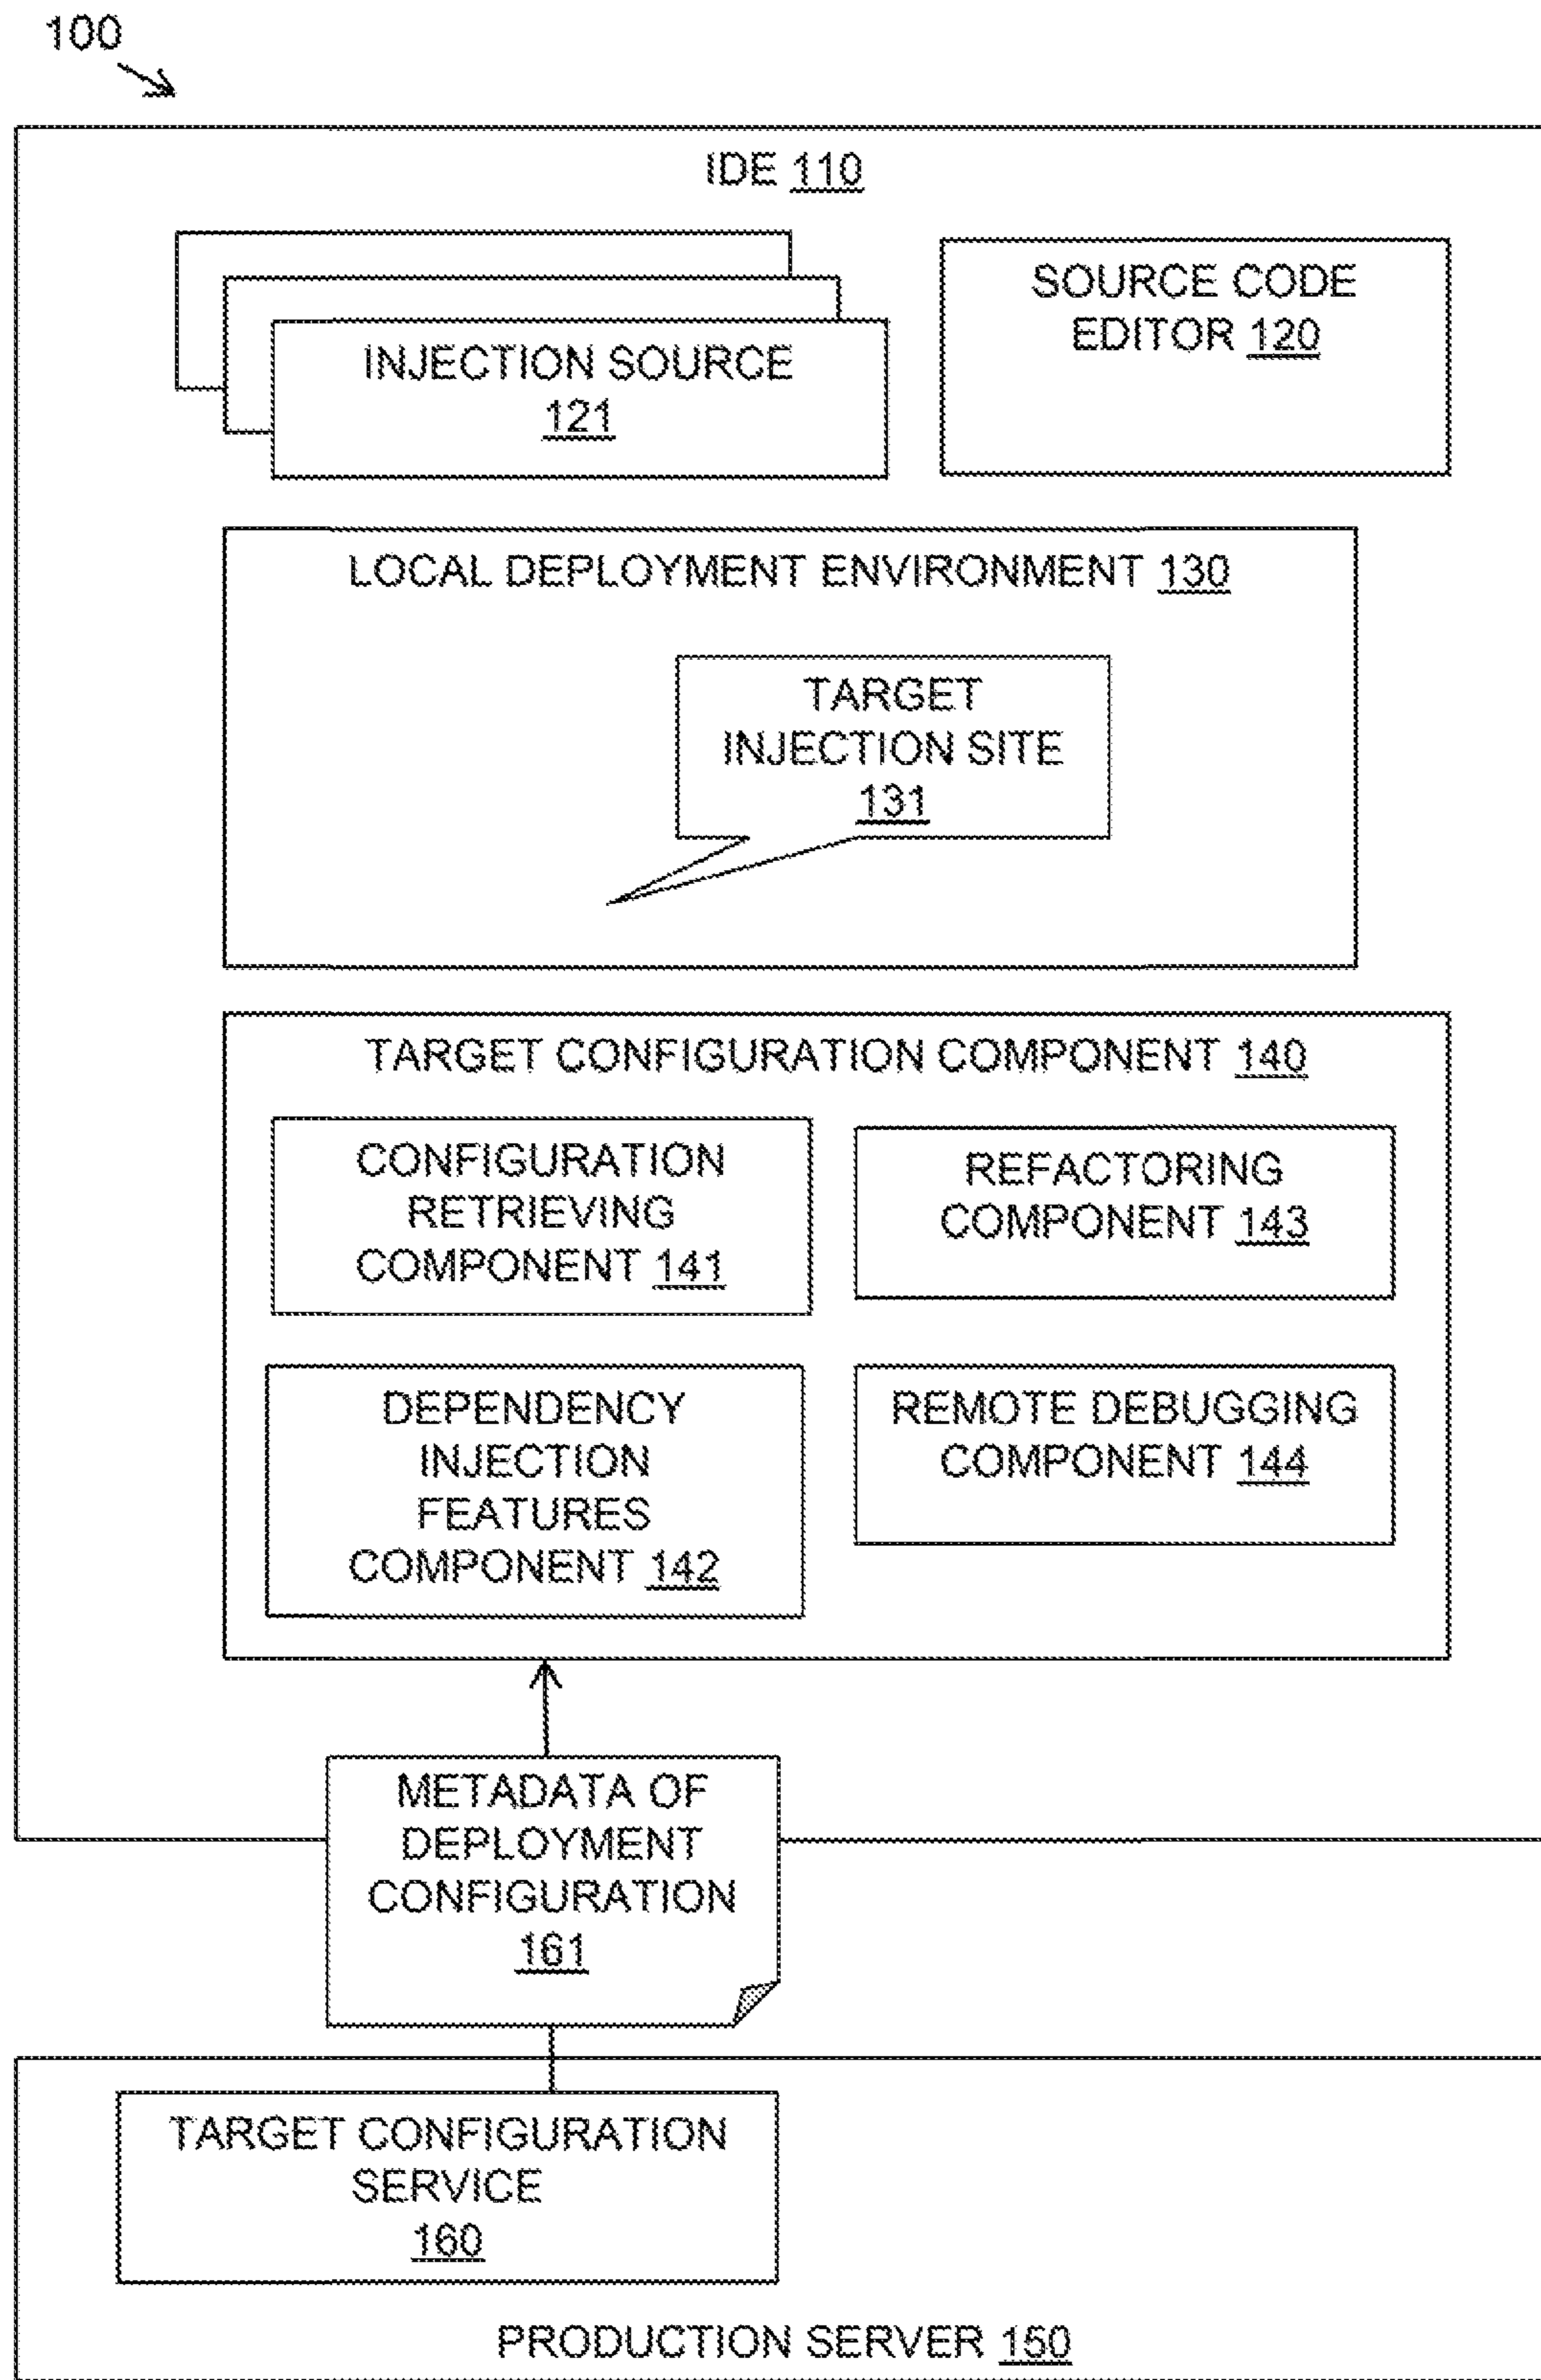 100
IDE 110
INJECTION SOURCE
121
SOURCE CODE
EDITOR 120
LOCAL DEPLOYMENT ENVIRONMENT 130
TARGET
INJECTION SITE
131
TARGET CONFIGURATION COMPONENT 140
CONFIGURATION
RETRIEVING
COMPONENT 141
REFACTORING
COMPONENT 143
DEPENDENCY
INJECTION
FEATURES
COMPONENT 142
REMOTE DEBUGGING
COMPONENT 144
METADATA OF
DEPLOYMENT
CONFIGURATION
161
TARGET CONFIGURATION
SERVICE
160
PRODUCTION SERVER 150